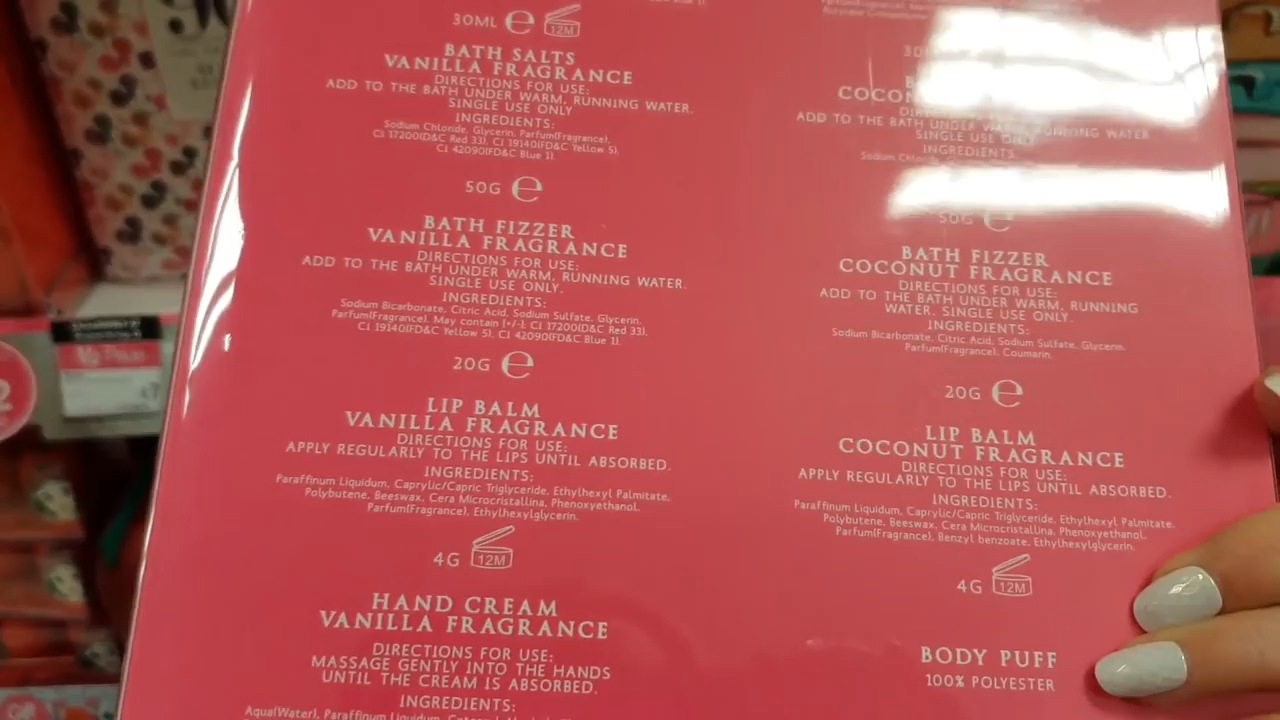 30ML e 12M
BATH SALTS
VANILLA FRAGRANCE
DIRECTIONS FOR USE:
ADD TO THE BATH UNDER WARM, RUNNING WATER.
SINGLE USE ONLY
INGREDIENTS:
Sodium Chloride, Glycerin, Parfum(Fragrance),
CI 17200(D&C Red 33), CI 19140(FD&C Yellow 5),
CI 42090(FD&C Blue 1).
50G e
BATH FIZZER
VANILLA FRAGRANCE
DIRECTIONS FOR USE:
ADD TO THE BATH UNDER WARM, RUNNING WATER.
SINGLE USE ONLY.
INGREDIENTS:
Sodium Bicarbonate, Citric Acid, Sodium Sulfate, Glycerin,
Parfum(Fragrance), May contain [+/-]: CI 17200(D&C Red 33),
CI 19140(FD&C Yellow 5), CI 42090(FD&C Blue 1).
20G e
LIP BALM
VANILLA FRAGRANCE
DIRECTIONS FOR USE:
APPLY REGULARLY TO THE LIPS UNTIL ABSORBED.
INGREDIENTS:
Paraffinum Liquidum, Caprylic/Capric Triglyceride, Ethylhexyl Palmitate,
Polybutene, Beeswax, Cera Microcristallina, Phenoxyethanol,
Parfum(Fragrance), Ethylhexylglycerin.
4G 12M
HAND CREAM
VANILLA FRAGRANCE
DIRECTIONS FOR USE:
MASSAGE GENTLY INTO THE HANDS
UNTIL THE CREAM IS ABSORBED.
INGREDIENTS:
Aqua(Water), Paraffinum Liquidum,
ADD TO THE BATH UNDER WARM, RUNNING WATER.
SINGLE USE ONLY
INGREDIENTS:
Sodium
50G e
BATH FIZZER
COCONUT FRAGRANCE
DIRECTIONS FOR USE:
ADD TO THE BATH UNDER WARM, RUNNING
WATER. SINGLE USE ONLY.
INGREDIENTS:
Sodium Bicarbonate, Citric Acid, Sodium Sulfate, Glycerin,
Parfum(Fragrance), Coumarin.
20G e
LIP BALM
COCONUT FRAGRANCE
DIRECTIONS FOR USE:
APPLY REGULARLY TO THE LIPS UNTIL ABSORBED.
INGREDIENTS:
Paraffinum Liquidum, Caprylic/Capric Triglyceride, Ethylhexyl Palmitate,
Polybutene, Beeswax, Cera Microcristallina, Phenoxyethanol,
Parfum(Fragrance), Benzyl benzoate, Ethylhexylglycerin.
4G 12M
BODY PUFF
100% POLYESTER